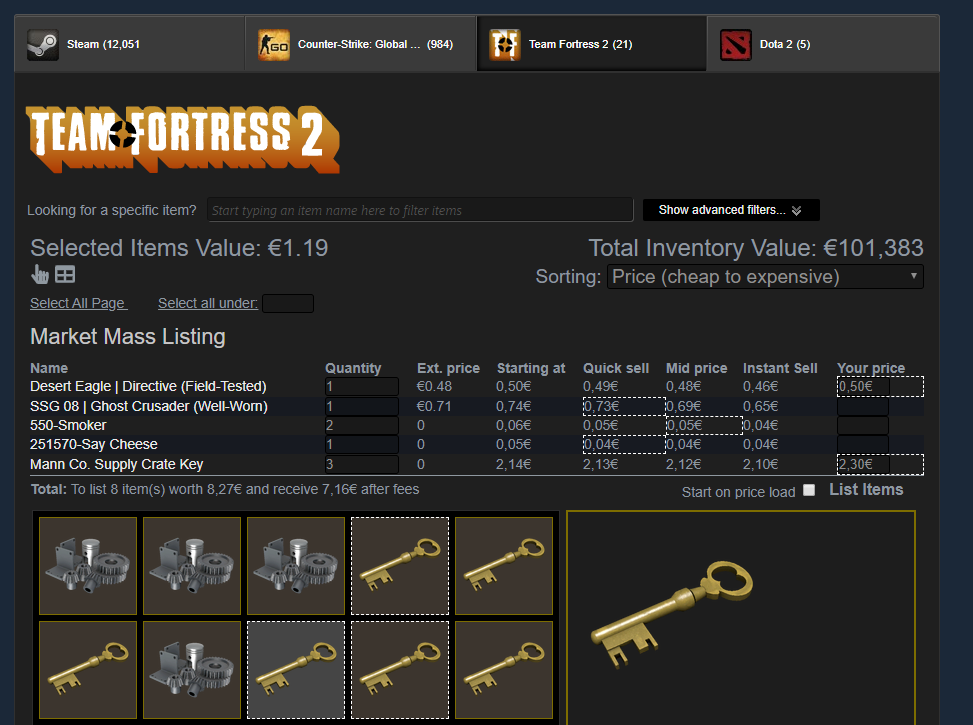 Steam (12,051
Counter-Strike: Global ... (984)
Team Fortress 2 (21)
Dota 2 (5)
TEAM FORTRESS 2
Looking for a specific item? Start typing an item name here to filter items Show advanced filters...
Selected Items Value: €1.19 Total Inventory Value: €101,383
Sorting: Price (cheap to expensive)
Select All Page Select all under:
Market Mass Listing
Name Quantity Ext. price Starting at Quick sell Mid price Instant Sell Your price
Desert Eagle | Directive (Field-Tested) 1 €0.48 0,50€ 0,49€ 0,48€ 0,46€ 0,50€
SSG 08 | Ghost Crusader (Well-Worn) 1 €0.71 0,74€ 0,73€ 0,69€ 0,65€
550-Smoker 2 0 0,06€ 0,05€ 0,05€ 0,04€
251570-Say Cheese 1 0 0,05€ 0,04€ 0,04€ 0,04€
Mann Co. Supply Crate Key 3 0 2,14€ 2,13€ 2,12€ 2,10€ 2,30€
Total: To list 8 item(s) worth 8,27€ and receive 7,16€ after fees
Start on price load List Items